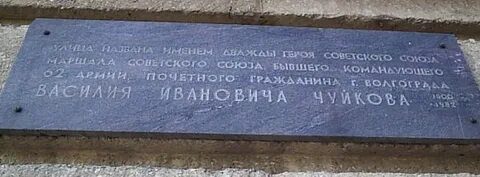 УЛИЦА НАЗВАНА ИМЕНЕМ ДВАЖДЫ ГЕРОЯ СОВЕТСКОГО СОЮЗА
МАРШАЛА СОВЕТСКОГО СОЮЗА, БЫВШЕГО КОМАНДУЮЩЕГО
62 АРМИИ, ПОЧЕТНОГО ГРАЖДАНИНА Г. ВОЛГОГРАДА
ВАСИЛИЯ ИВАНОВИЧА ЧУЙКОВА 1900
-1982